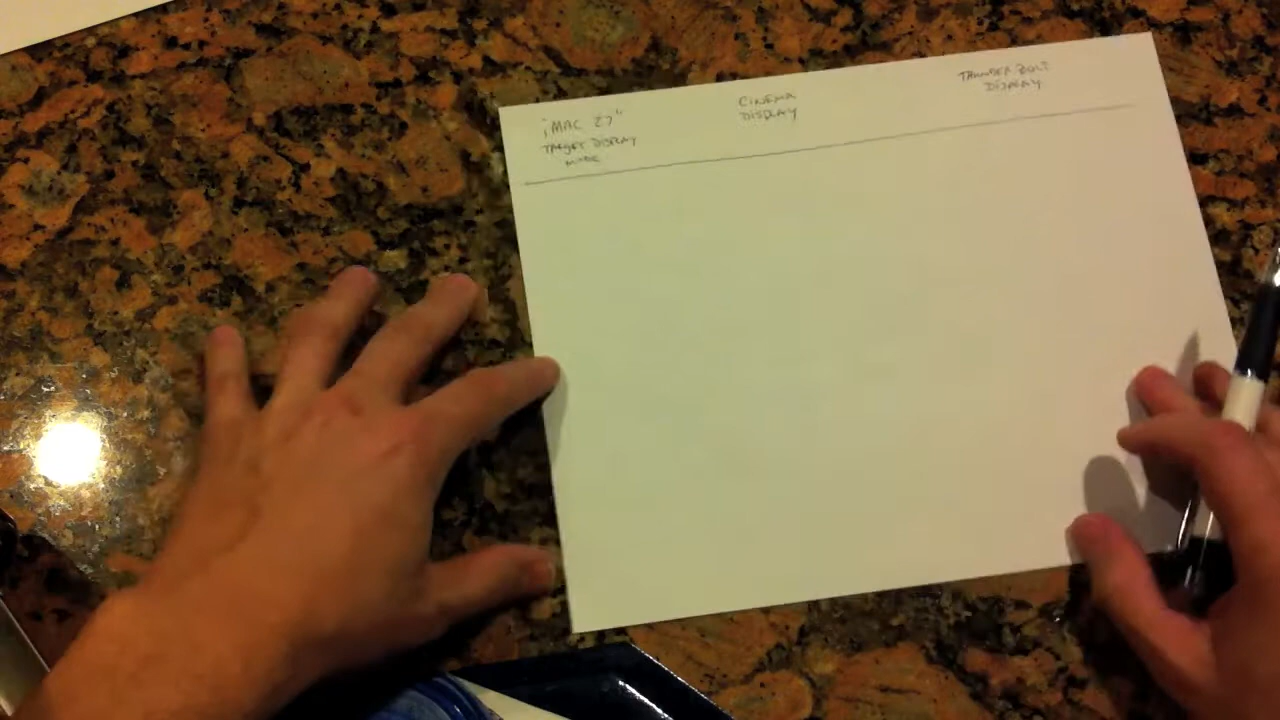 iMAC 27"
TARGET DISPLAY
MODE
CINEMA
DISPLAY
THUNDERBOLT
DISPLAY